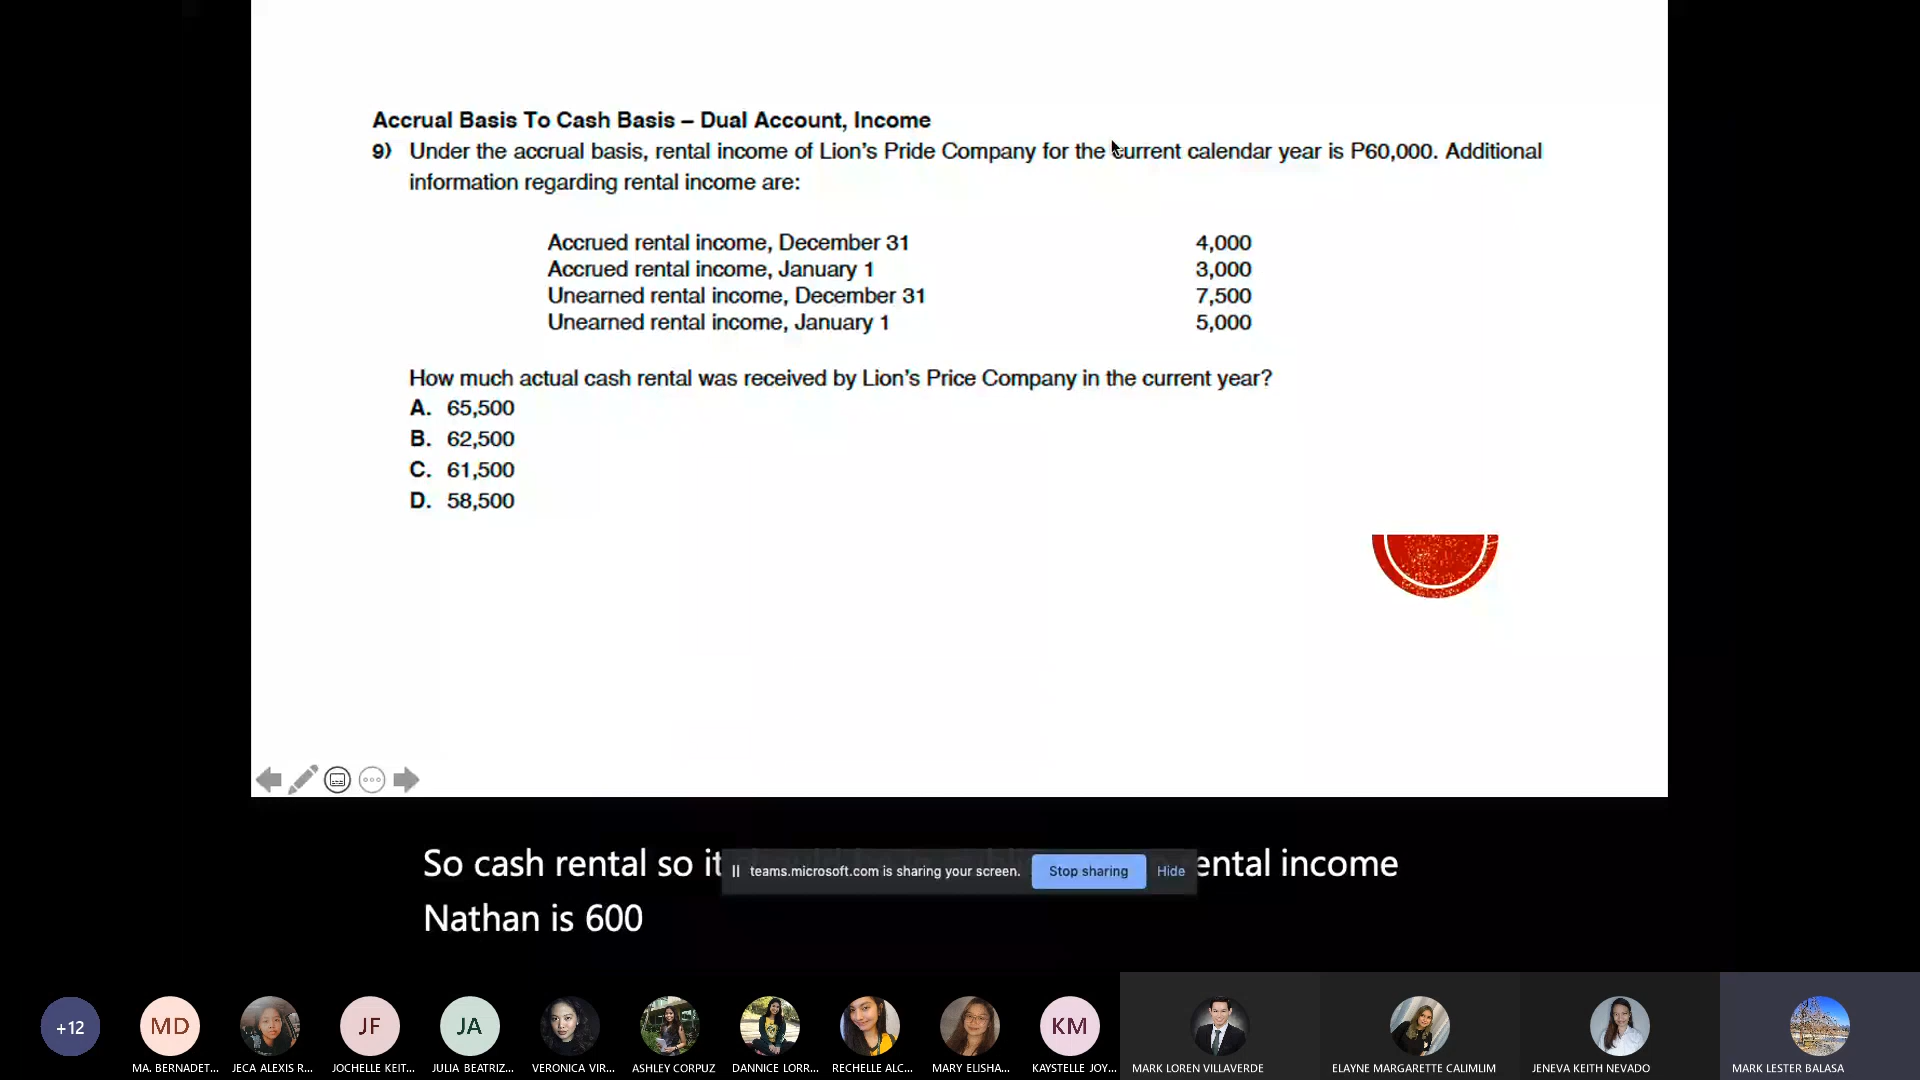 Accrual Basis To Cash Basis – Dual Account, Income
9) Under the accrual basis, rental income of Lion's Pride Company for the current calendar year is P60,000. Additional
information regarding rental income are:
Accrued rental income, December 31 4,000
Accrued rental income, January 1 3,000
Unearned rental income, December 31 7,500
Unearned rental income, January 1 5,000
How much actual cash rental was received by Lion's Price Company in the current year?
A. 65,500
B. 62,500
C. 61,500
D. 58,500
So cash rental so it ental income
teams.microsoft.com is sharing your screen. Stop sharing Hide
Nathan is 600
+12 MD JF JA KM
MA. BERNADET... JECA ALEXIS R... JOCHELLE KEIT... JULIA BEATRIZ... VERONICA VIR... ASHLEY CORPUZ DANNICE LORR... RECHELLE ALC... MARY ELISHA... KAYSTELLE JOY... MARK LOREN VILLAVERDE ELAYNE MARGARETTE CALIMLIM JENEVA KEITH NEVADO MARK LESTER BALASA